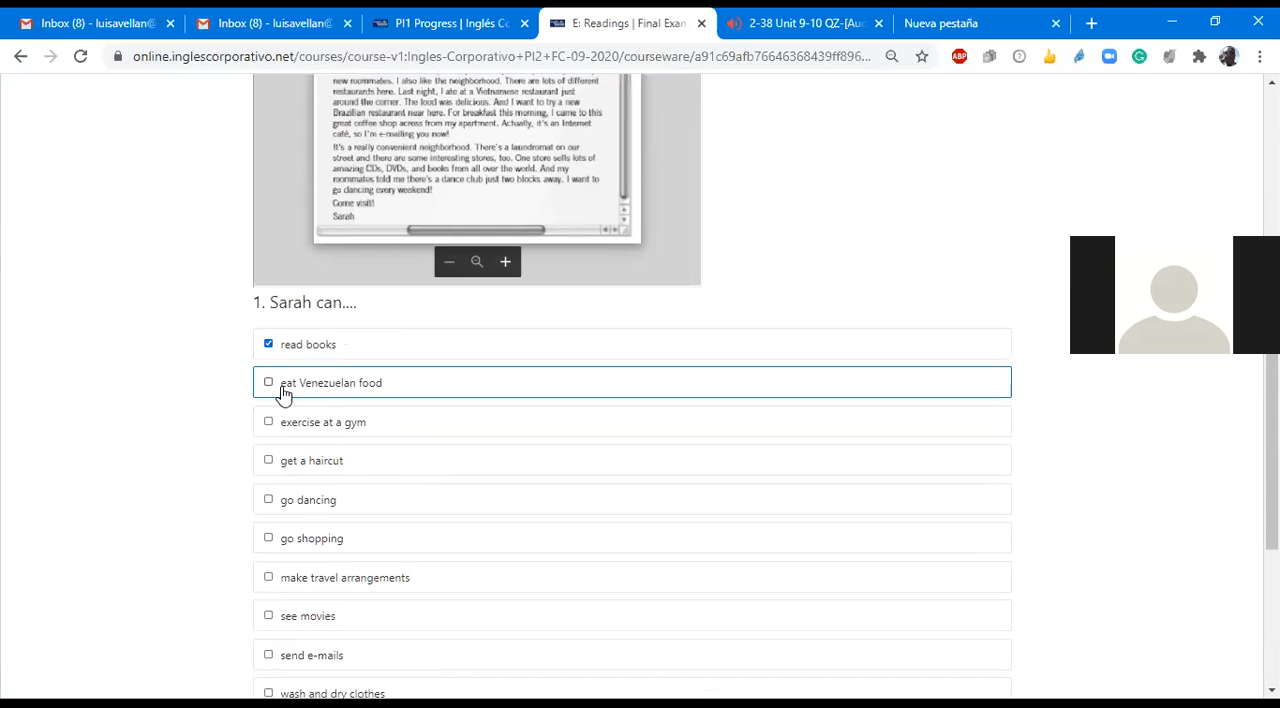 Inbox (8) - luisavellan@
Inbox (8) - luisavellan@
PI1 Progress | Inglés Co
E: Readings | Final Exan
2-38 Unit 9-10 QZ-[Auc
Nueva pestaña
online.inglescorporativo.net/courses/course-v1:Ingles_Corporativo+PI2+FC-09-2020/courseware/a91c69afb76646368439ff896...
ABP
new roommates. I also like the neighborhood. There are lots of different
restaurants here. Last night, I ate at a Vietnamese restaurant just
around the corner. The food was delicious. And I want to try a new
Brazilian restaurant near here. For breakfast this morning, I came to this
great coffee shop across from my apartment. Actually, it's an Internet
café, so I'm e-mailing you now!
It's a really convenient neighborhood. There's a laundromat on our
street and there are some interesting stores, too. One store sells lots of
amazing CDs, DVDs, and books from all over the world. And my
roommates told me there's a dance club just two blocks away. I want to
go dancing every weekend!
Come visit!
Sarah
1. Sarah can....
read books
eat Venezuelan food
exercise at a gym
get a haircut
go dancing
go shopping
make travel arrangements
see movies
send e-mails
wash and dry clothes